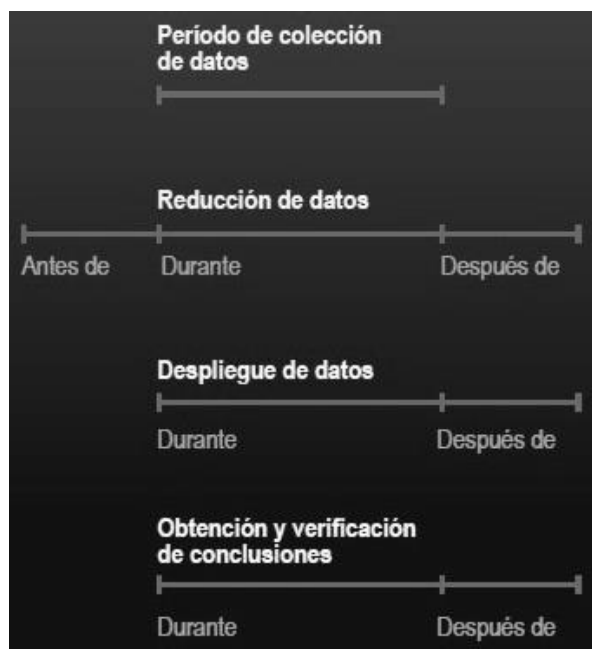 Período de colección
de datos
Reducción de datos
Antes de Durante Después de
Despliegue de datos
Durante Después de
Obtención y verificación
de conclusiones
Durante Después de